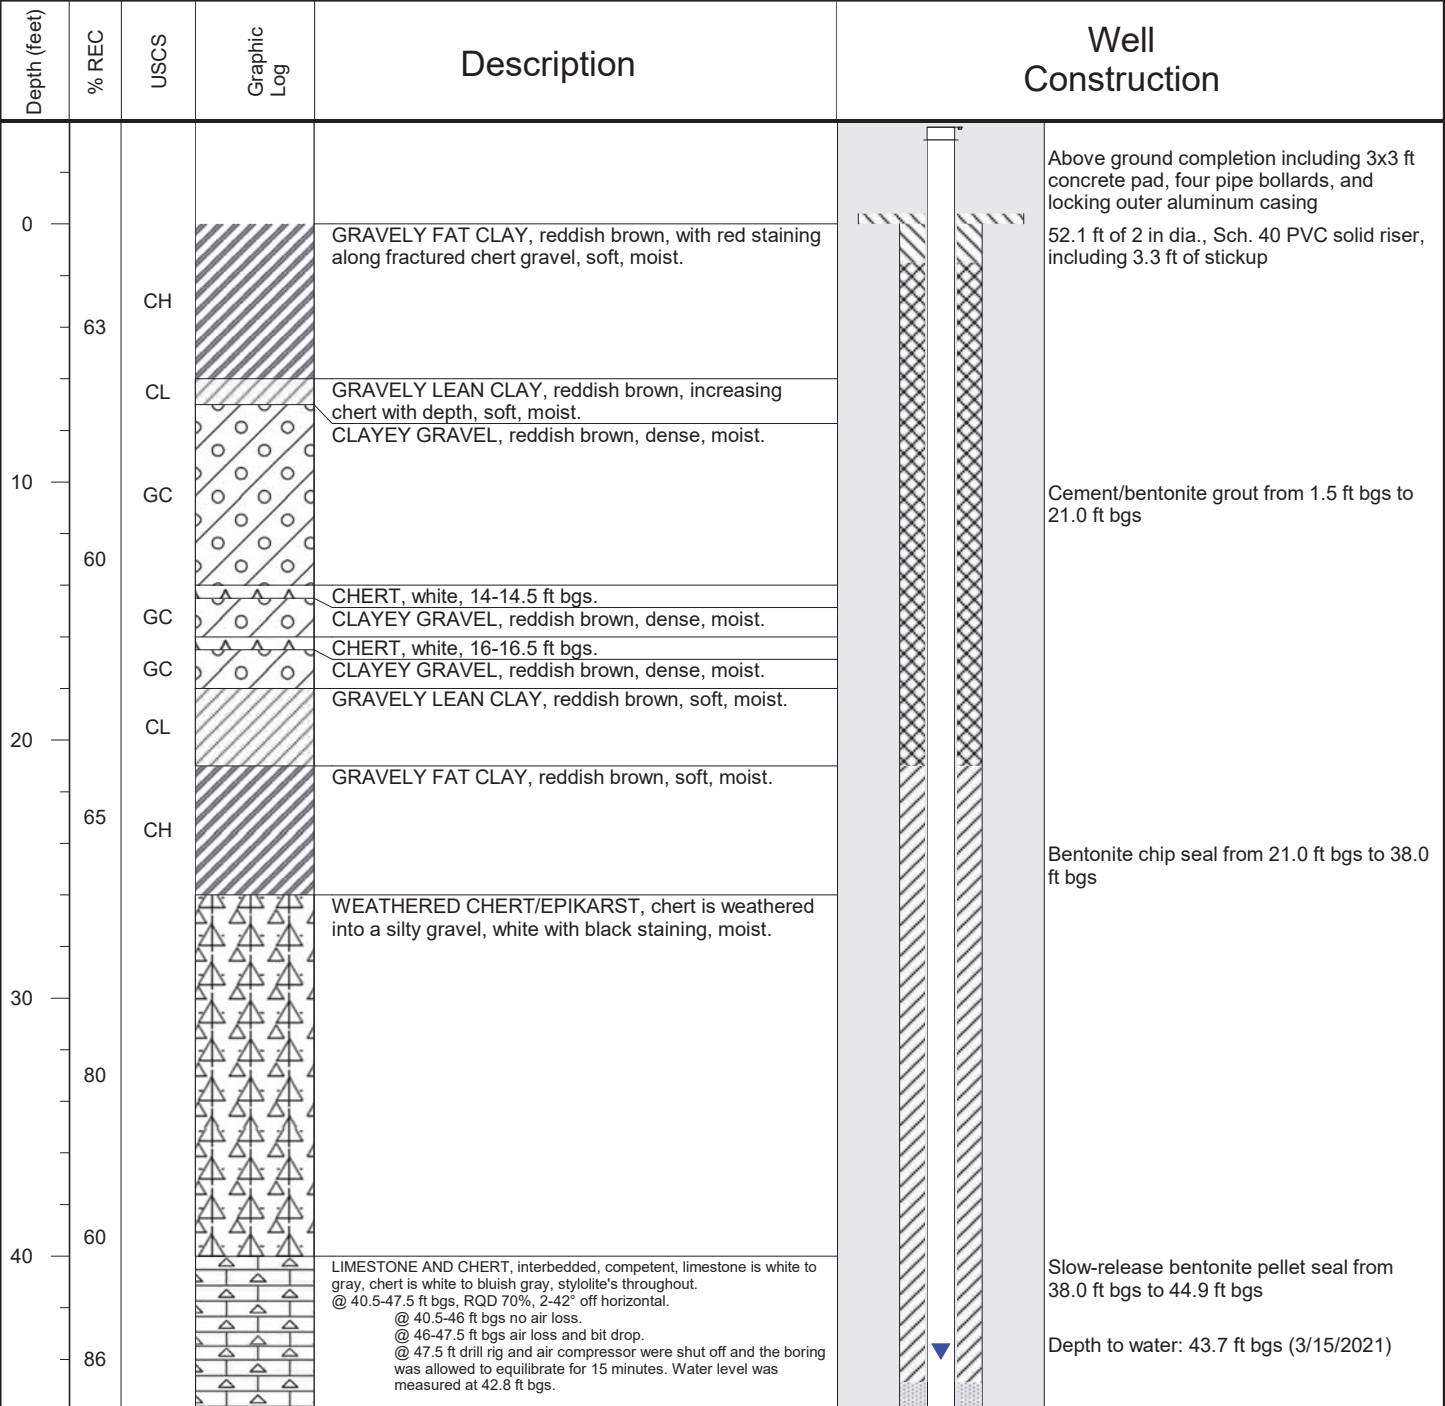 Depth (feet)
% REC
USCS
Graphic
Log
Description
Well
Construction
Above ground completion including 3x3 ft
concrete pad, four pipe bollards, and
locking outer aluminum casing
0
GRAVELY FAT CLAY, reddish brown, with red staining
along fractured chert gravel, soft, moist.
52.1 ft of 2 in dia., Sch. 40 PVC solid riser,
including 3.3 ft of stickup
CH
63
CL
GRAVELY LEAN CLAY, reddish brown, increasing
chert with depth, soft, moist.
CLAYEY GRAVEL, reddish brown, dense, moist.
10
GC
Cement/bentonite grout from 1.5 ft bgs to
21.0 ft bgs
60
CHERT, white, 14-14.5 ft bgs.
GC
CLAYEY GRAVEL, reddish brown, dense, moist.
CHERT, white, 16-16.5 ft bgs.
GC
CLAYEY GRAVEL, reddish brown, dense, moist.
GRAVELY LEAN CLAY, reddish brown, soft, moist.
CL
20
GRAVELY FAT CLAY, reddish brown, soft, moist.
65
CH
Bentonite chip seal from 21.0 ft bgs to 38.0
ft bgs
WEATHERED CHERT/EPIKARST, chert is weathered
into a silty gravel, white with black staining, moist.
30
80
60
40
LIMESTONE AND CHERT, interbedded, competent, limestone is white to
gray, chert is white to bluish gray, stylolite's throughout.
@ 40.5-47.5 ft bgs, RQD 70%, 2-42° off horizontal.
@ 40.5-46 ft bgs no air loss.
@ 46-47.5 ft bgs air loss and bit drop.
@ 47.5 ft drill rig and air compressor were shut off and the boring
was allowed to equilibrate for 15 minutes. Water level was
measured at 42.8 ft bgs.
Slow-release bentonite pellet seal from
38.0 ft bgs to 44.9 ft bgs
86
Depth to water: 43.7 ft bgs (3/15/2021)